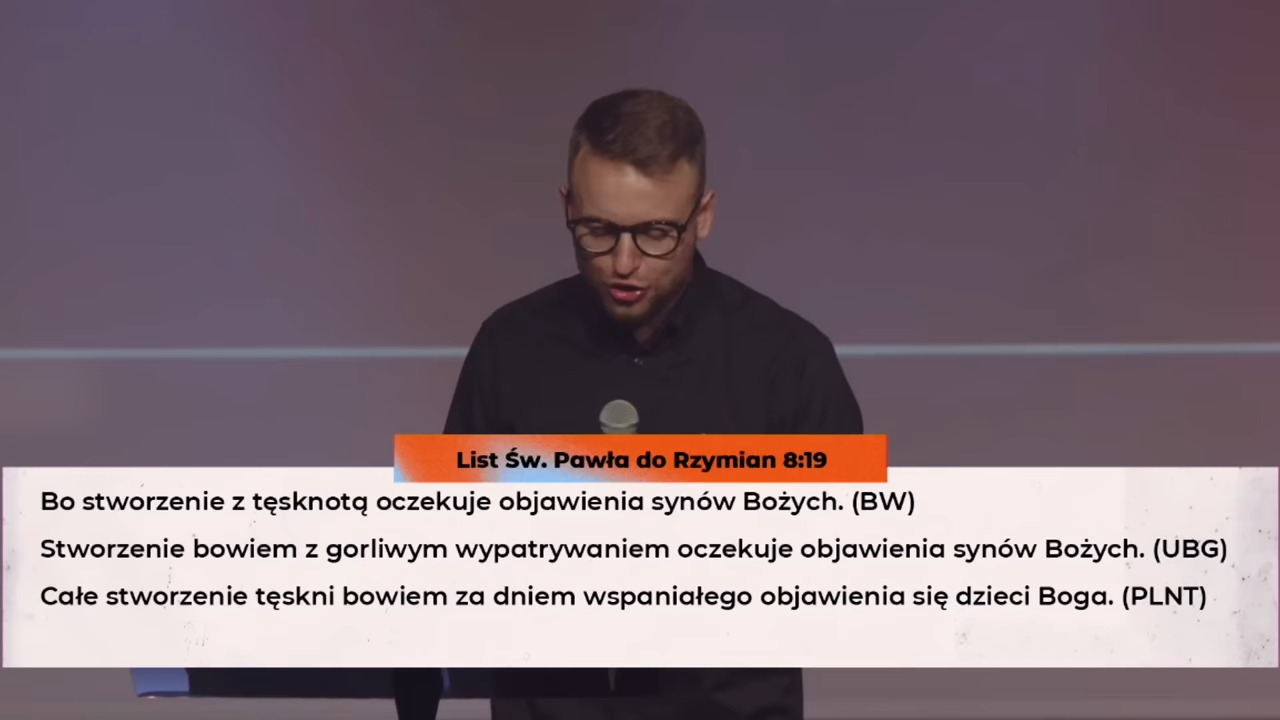 List Św. Pawła do Rzymian 8:19
Bo stworzenie z tęsknotą oczekuje objawienia synów Bożych. (BW)
Stworzenie bowiem z gorliwym wypatrywaniem oczekuje objawienia synów Bożych. (UBG)
Całe stworzenie tęskni bowiem za dniem wspaniałego objawienia się dzieci Boga. (PLNT)